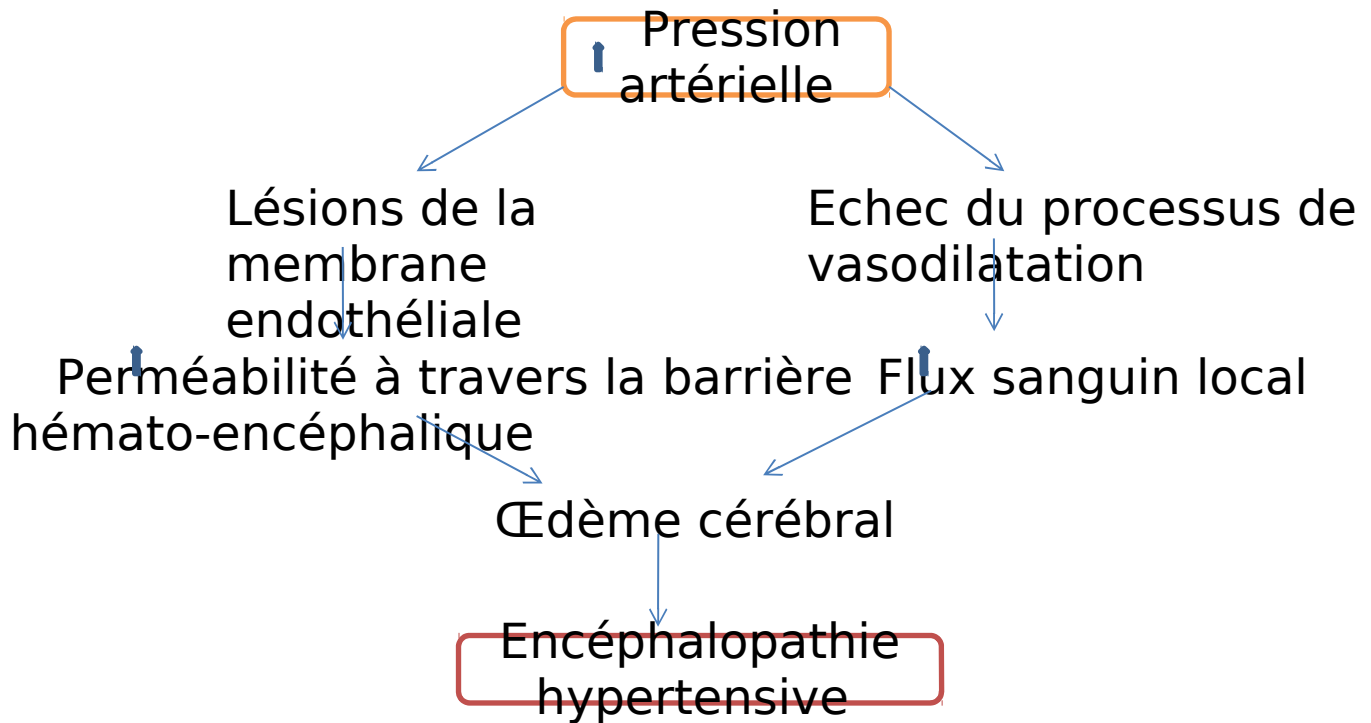 Pression
artérielle
Lésions de la
membrane
endothéliale
Echec du processus de
vasodilatation
Perméabilité à travers la barrière
hémato-encéphalique
Flux sanguin local
Œdème cérébral
Encéphalopathie
hypertensive